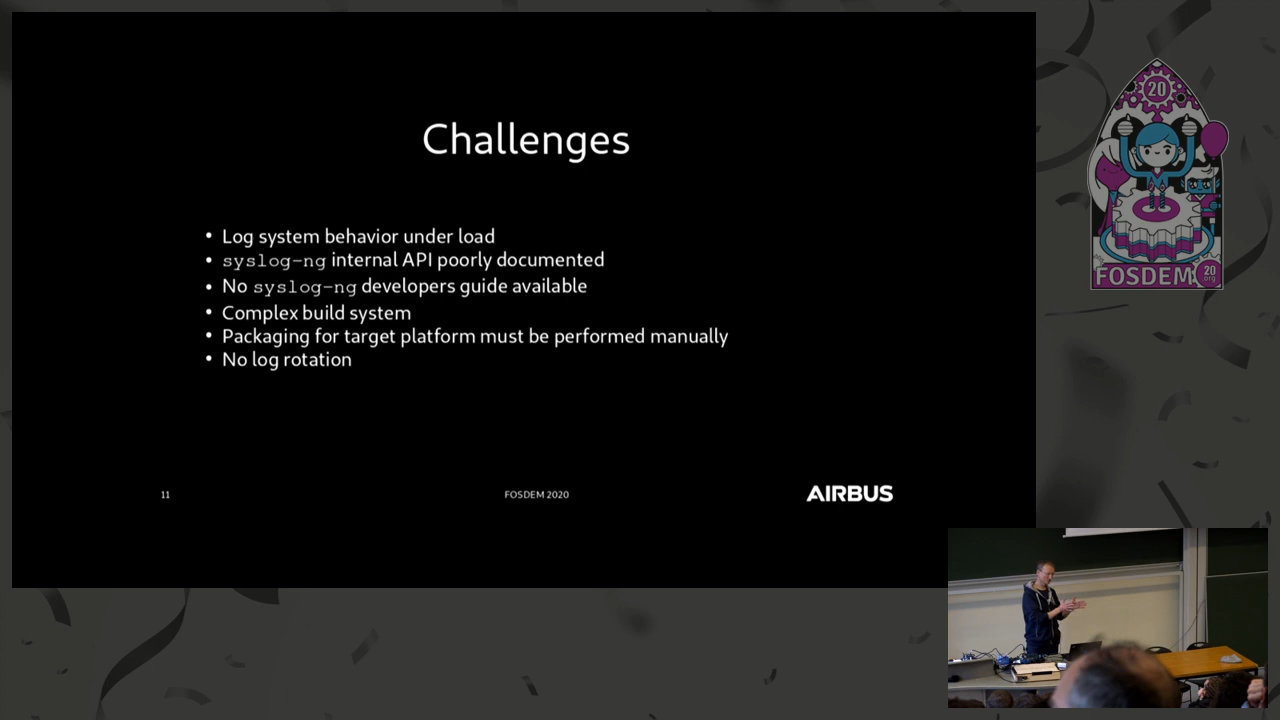 Challenges
• Log system behavior under load
• syslog-ng internal API poorly documented
• No syslog-ng developers guide available
• Complex build system
• Packaging for target platform must be performed manually
• No log rotation
11
FOSDEM 2020
AIRBUS
20
FOSDEM
20
org